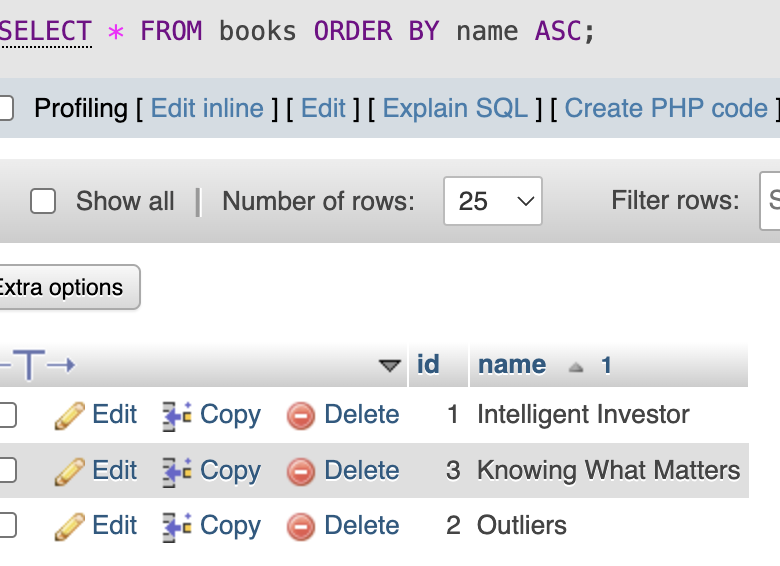 SELECT * FROM books ORDER BY name ASC;
Profiling [ Edit inline ] [ Edit ] [ Explain SQL ] [ Create PHP code ]
Show all | Number of rows: 25 Filter rows: S
Extra options
id name 1
Edit Copy Delete 1 Intelligent Investor
Edit Copy Delete 3 Knowing What Matters
Edit Copy Delete 2 Outliers